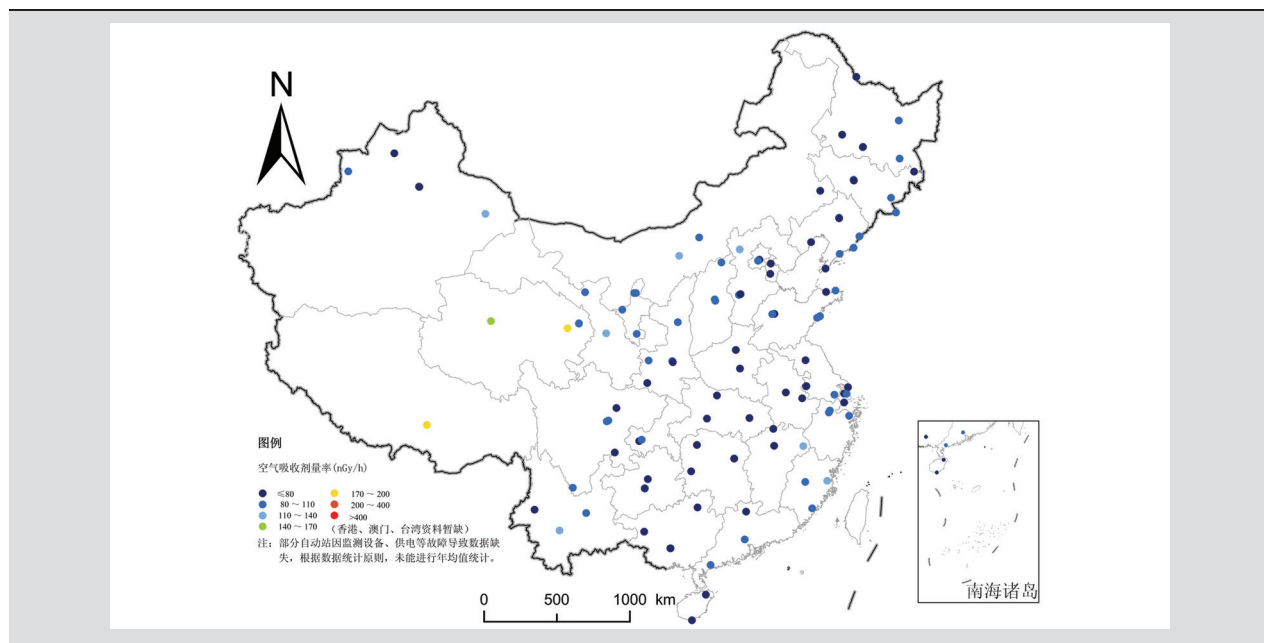 N
图例
空气吸收剂量率(nGy/h)
≤80
170～200
80～110
200～400
110～140
>400
140～170
(香港、澳门、台湾资料暂缺)
注：部分自动站因监测设备、供电等故障导致数据缺
失，根据数据统计原则，未能进行年均值统计。
0 500 1000 km
南海诸岛